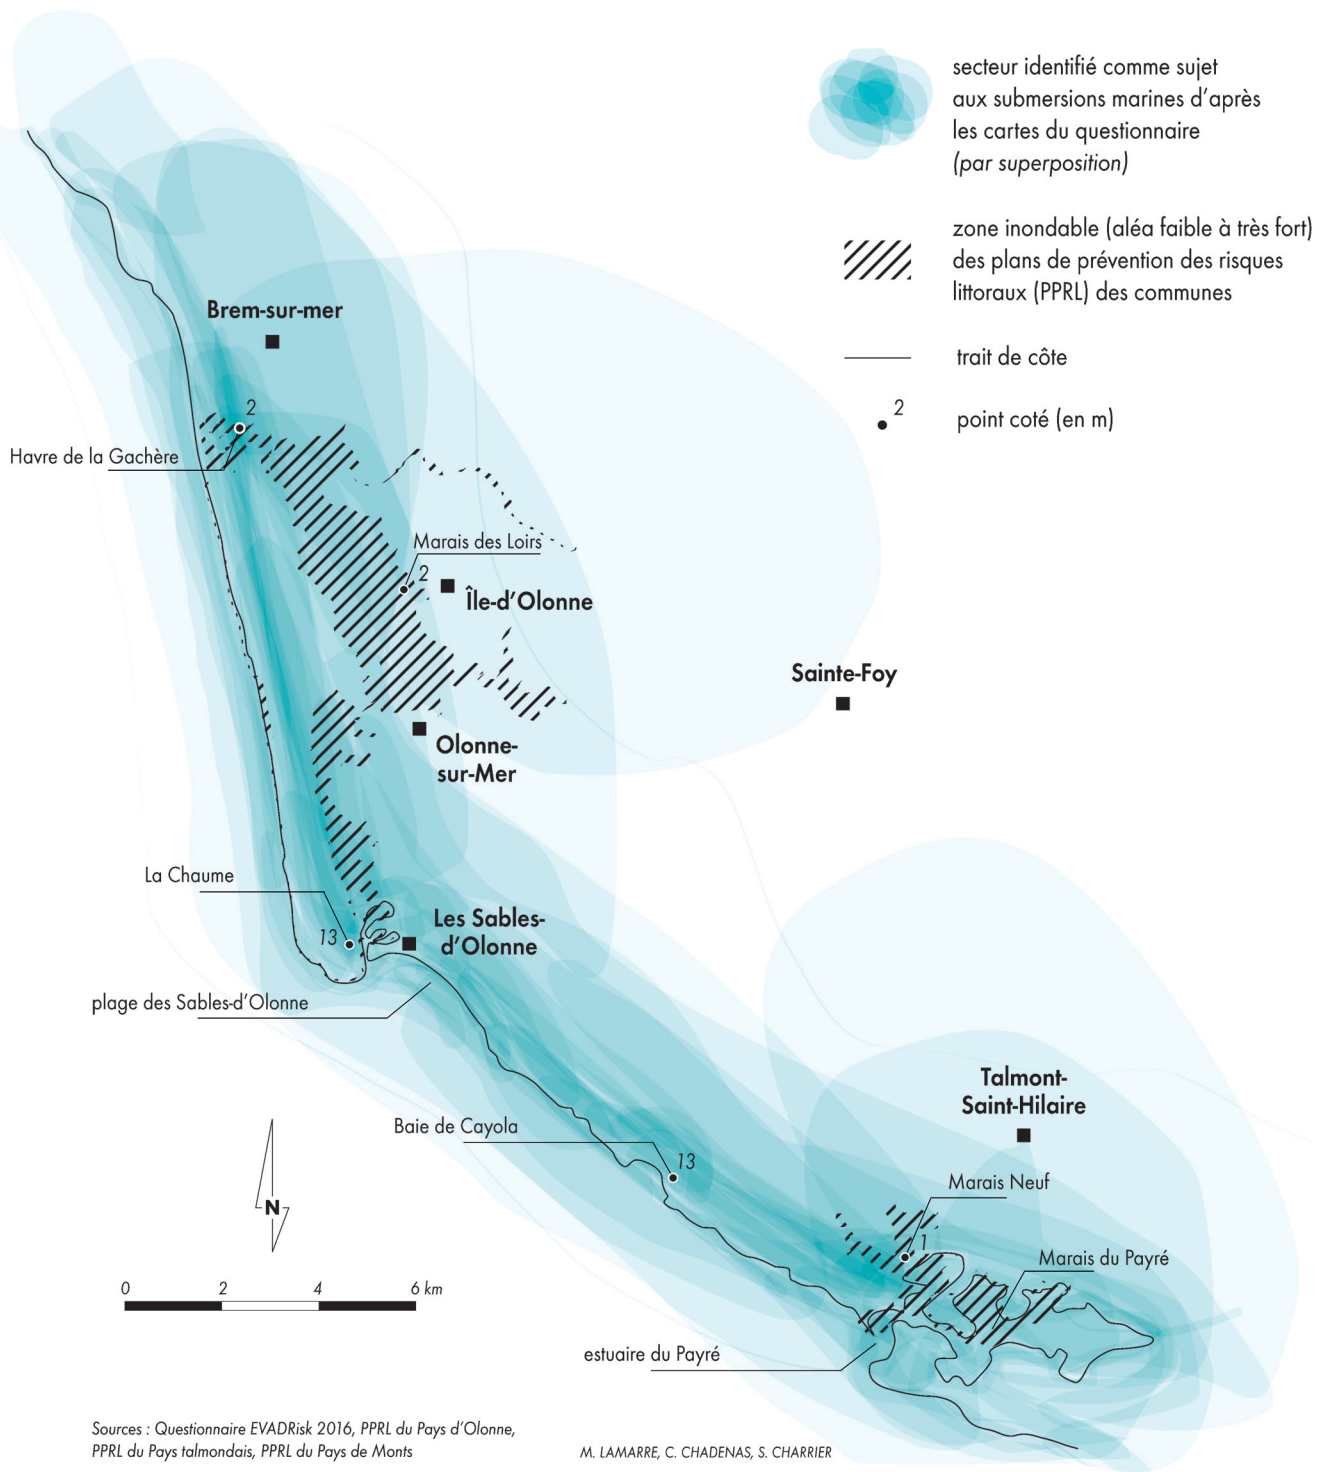 secteur identifié comme sujet
aux submersions marines d'après
les cartes du questionnaire
(par superposition)
zone inondable (aléa faible à très fort)
des plans de prévention des risques
littoraux (PPRL) des communes
trait de côte
2
point coté (en m)
Brem-sur-mer
2
Havre de la Gachère
Marais des Loirs
2
Île-d'Olonne
Sainte-Foy
Olonne-
sur-Mer
La Chaume
Les Sables-
d'Olonne
13
plage des Sables-d'Olonne
Talmont-
Saint-Hilaire
Baie de Cayola
13
Marais Neuf
1
Marais du Payré
N
0 2 4 6 km
estuaire du Payré
Sources : Questionnaire EVADRisk 2016, PPRL du Pays d'Olonne,
PPRL du Pays talmondais, PPRL du Pays de Monts
M. LAMARRE, C. CHADENAS, S. CHARRIER